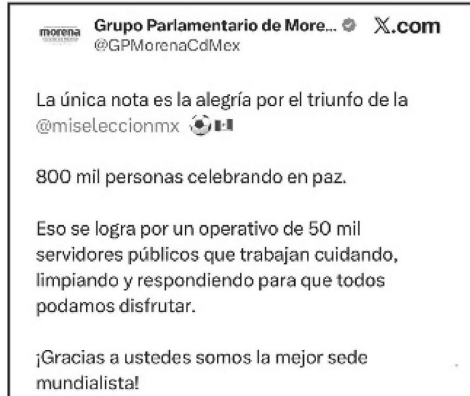 morena
Grupo Parlamentario de More... X.com
@GPMorenaCdMex
La única nota es la alegría por el triunfo de la
@miseleccionmx ⚽🇲🇽
800 mil personas celebrando en paz.
Eso se logra por un operativo de 50 mil
servidores públicos que trabajan cuidando,
limpiando y respondiendo para que todos
podamos disfrutar.
¡Gracias a ustedes somos la mejor sede
mundialista!